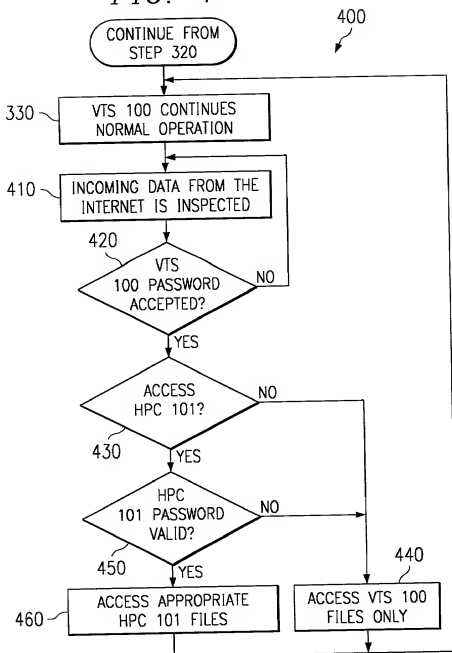 400
CONTINUE FROM
STEP 320
330
VTS 100 CONTINUES
NORMAL OPERATION
410
INCOMING DATA FROM THE
INTERNET IS INSPECTED
420
VTS
100 PASSWORD
ACCEPTED?
NO
YES
ACCESS
HPC 101?
NO
430
YES
HPC
101 PASSWORD
VALID?
NO
450
YES
440
460
ACCESS APPROPRIATE
HPC 101 FILES
ACCESS VTS 100
FILES ONLY